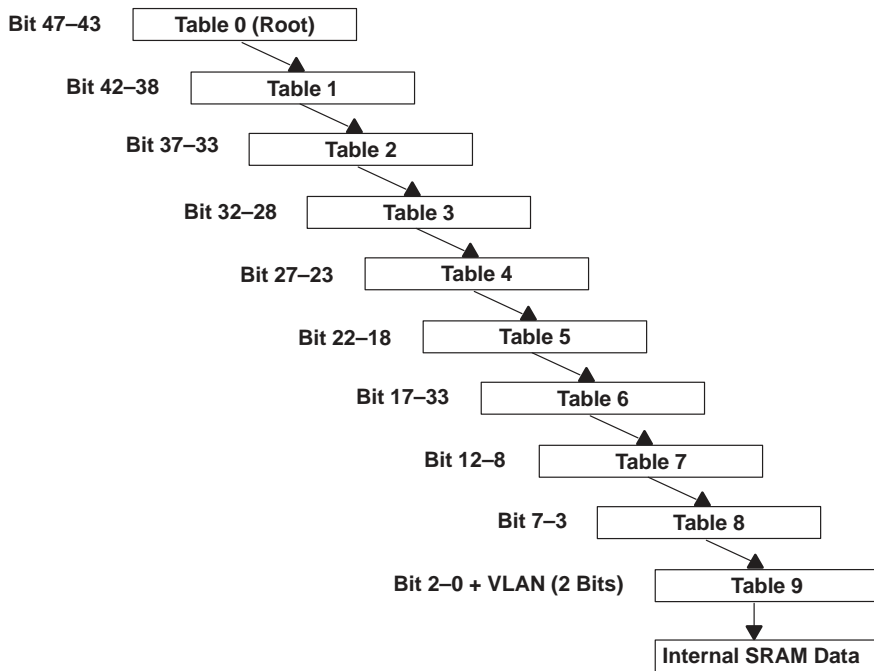 Bit 47–43 Table 0 (Root)
Bit 42–38 Table 1
Bit 37–33 Table 2
Bit 32–28 Table 3
Bit 27–23 Table 4
Bit 22–18 Table 5
Bit 17–33 Table 6
Bit 12–8 Table 7
Bit 7–3 Table 8
Bit 2–0 + VLAN (2 Bits) Table 9
Internal SRAM Data